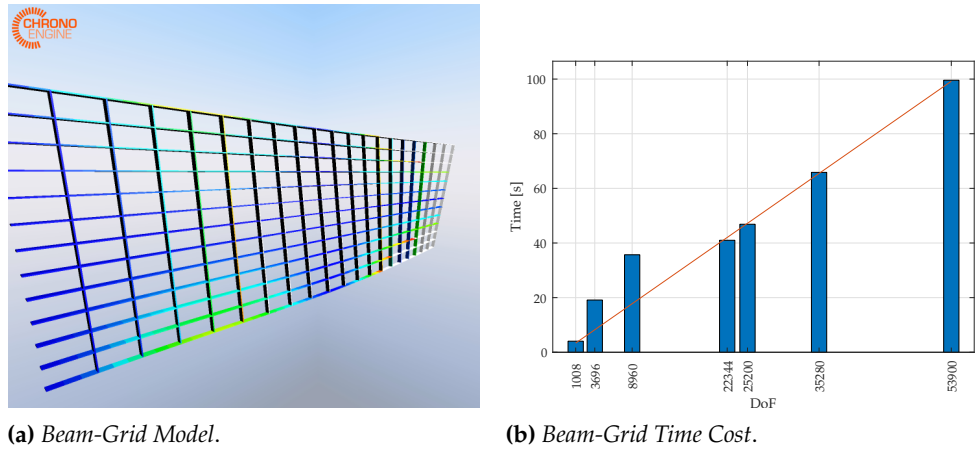 CHRONO
ENGINE
100
80
60
40
20
0
Time [s]
1008
3696
8960
22344
25200
35280
53900
DoF
(a) Beam-Grid Model.
(b) Beam-Grid Time Cost.